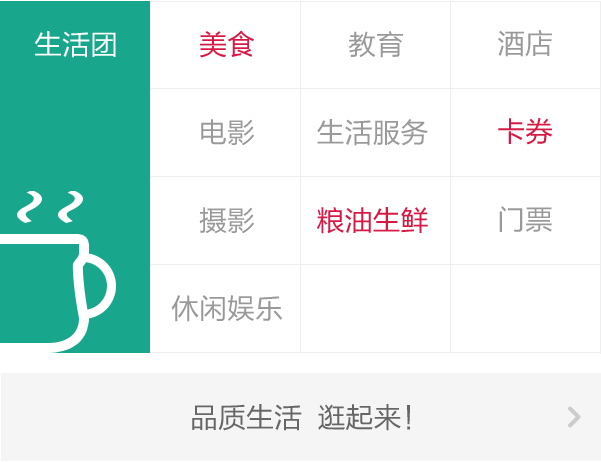 生活团
美食 教育 酒店
电影 生活服务 卡券
摄影 粮油生鲜 门票
休闲娱乐
品质生活 逛起来!